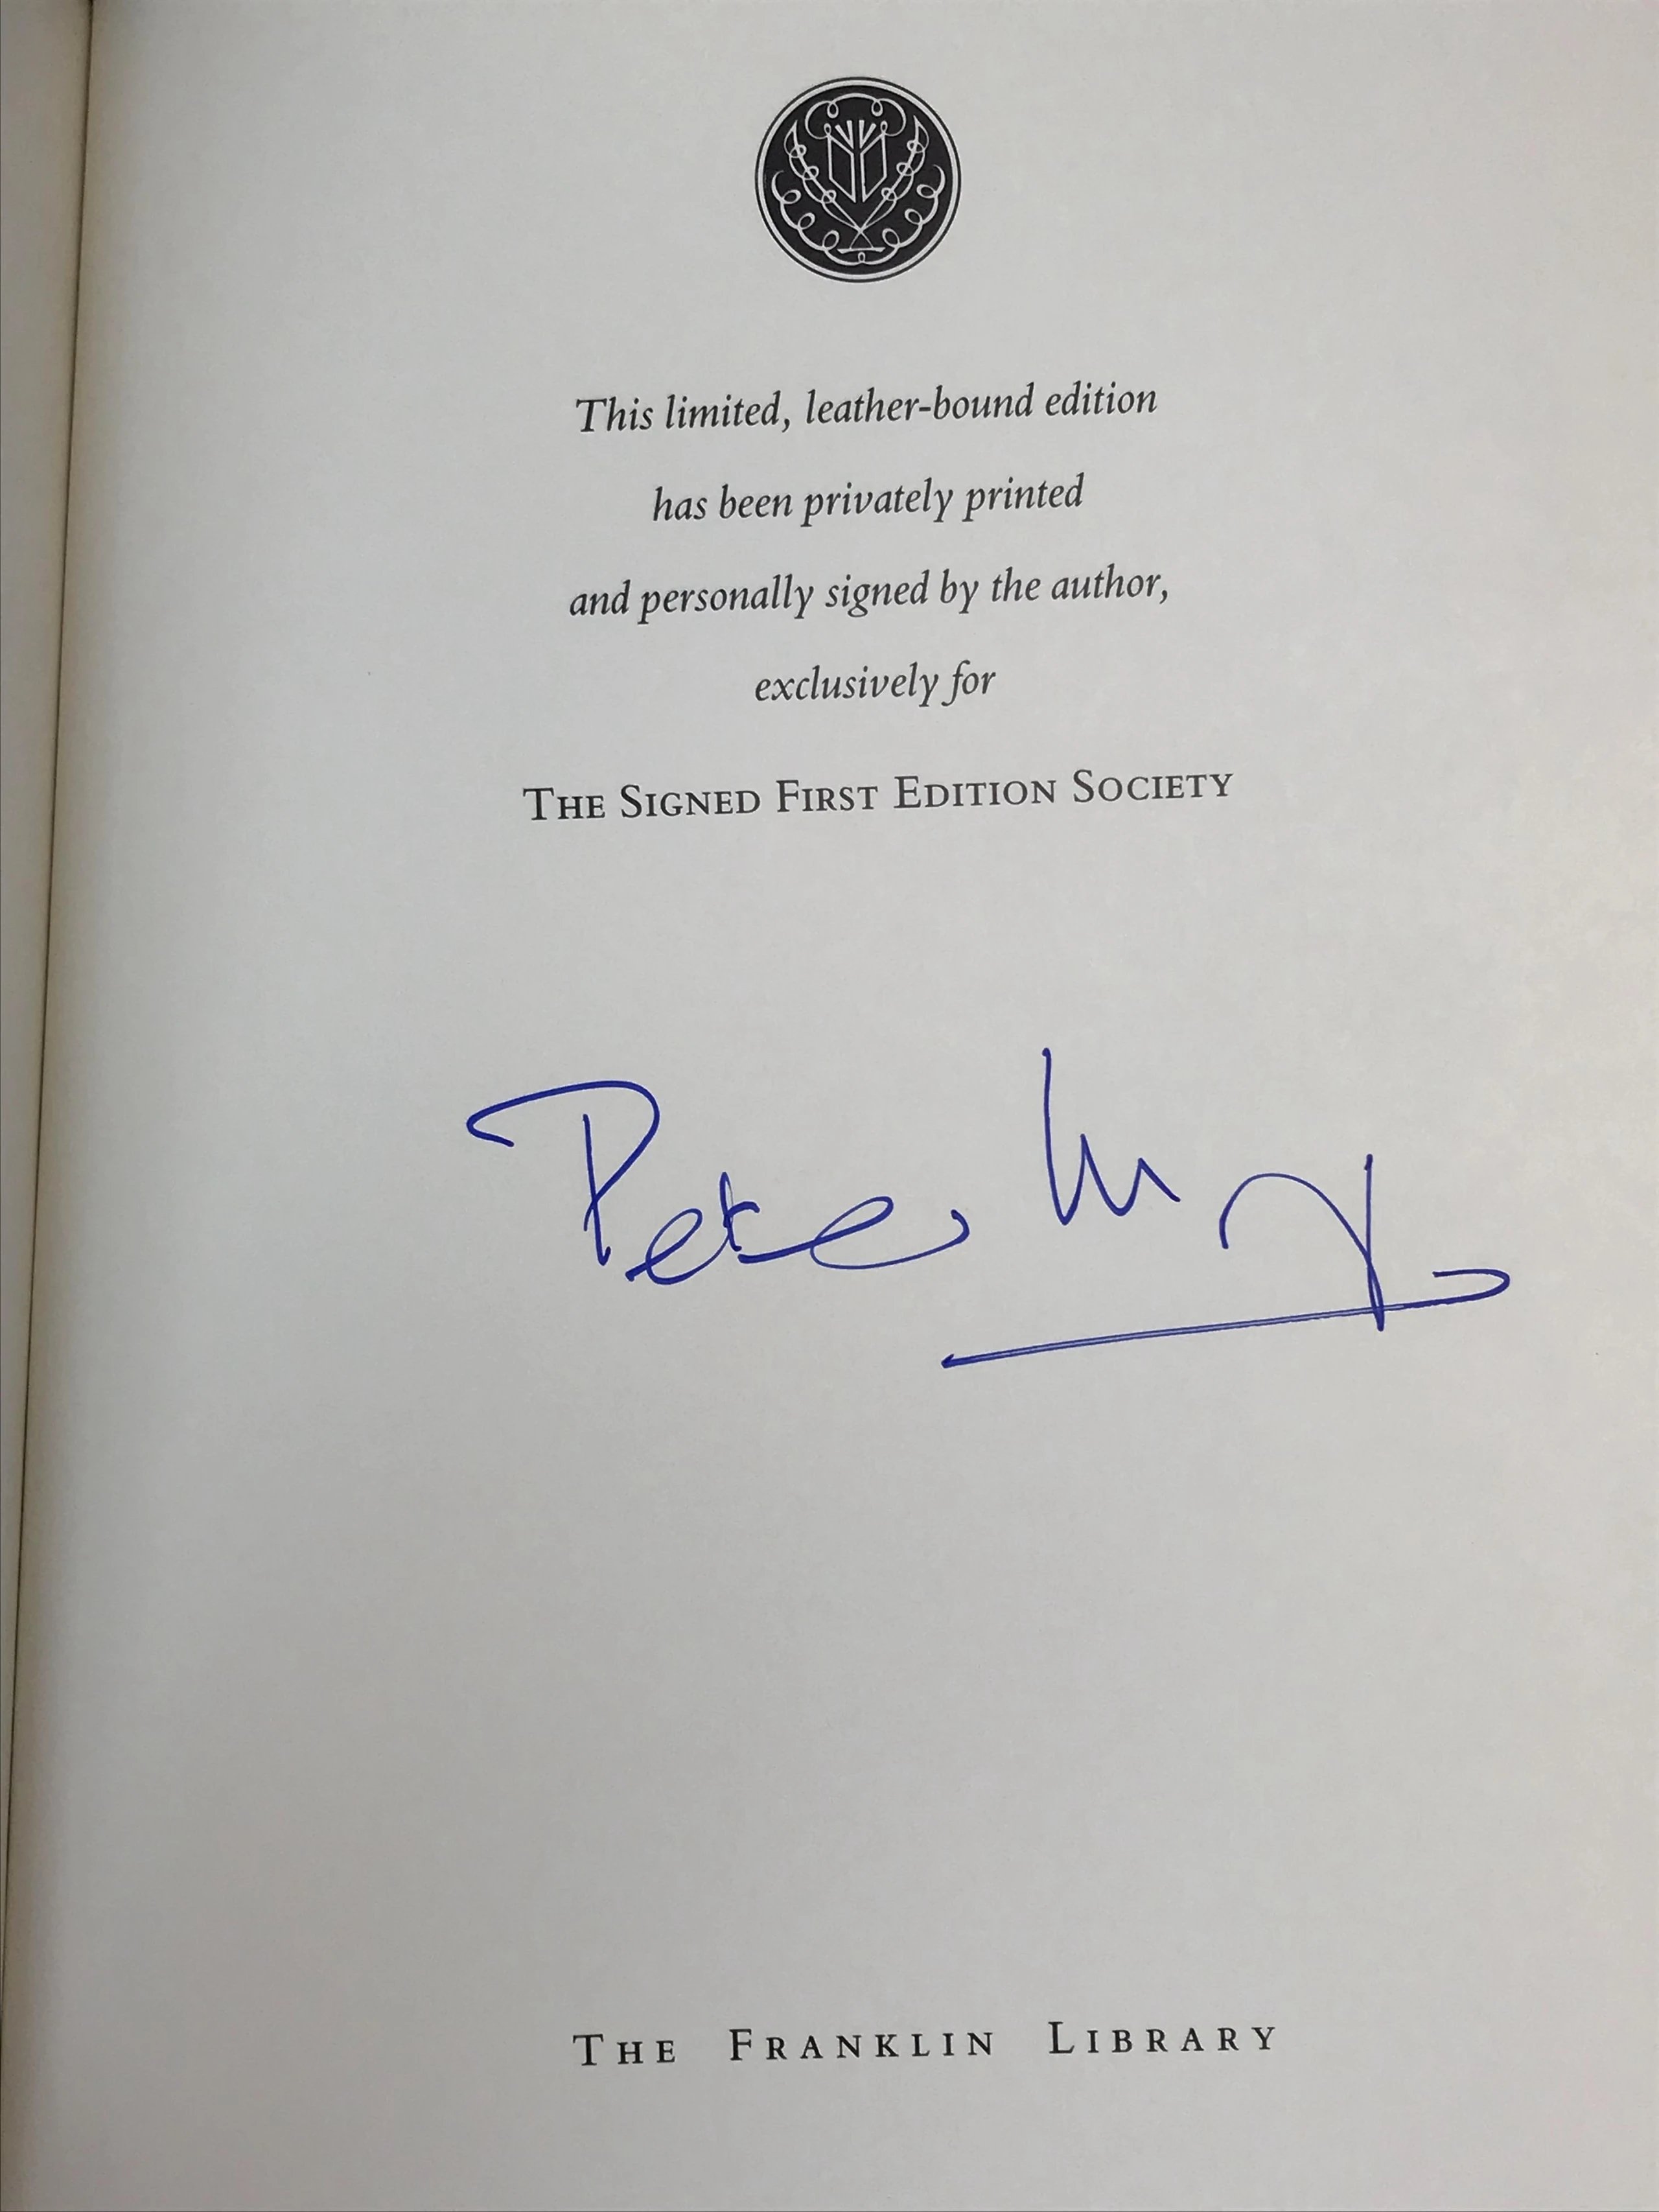 This limited, leather-bound edition
has been privately printed
and personally signed by the author,
exclusively for
THE SIGNED FIRST EDITION SOCIETY
Peter
THE FRANKLIN LIBRARY